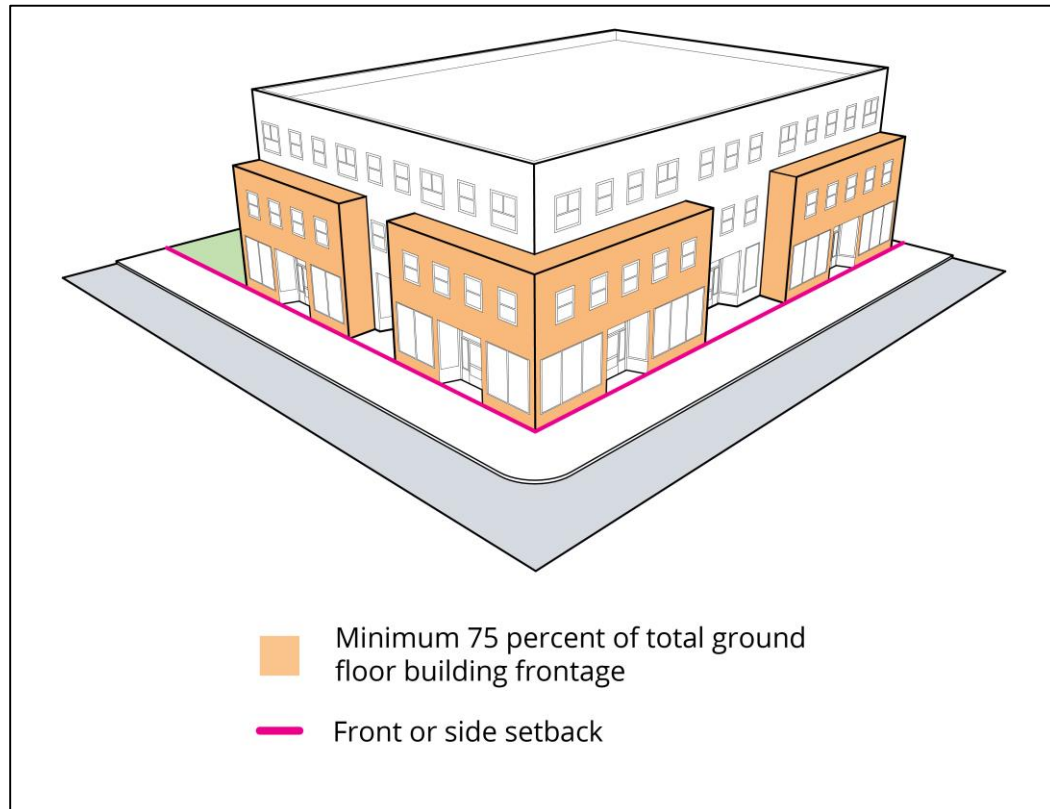 Minimum 75 percent of total ground
floor building frontage
Front or side setback